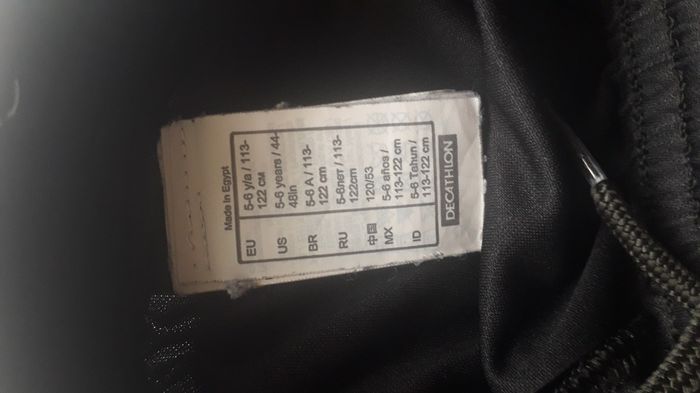 Made in Egypt
EU 5-6 y/a / 113-
122 см
US 5-6 years / 44-
48in
BR 5-6 A / 113-
122 cm
RU 5-6лет / 113-
122cm
中国 120/53
MX 5-6 años /
113-122 cm
ID 5-6 Tahun /
113-122 cm
DECATHLON